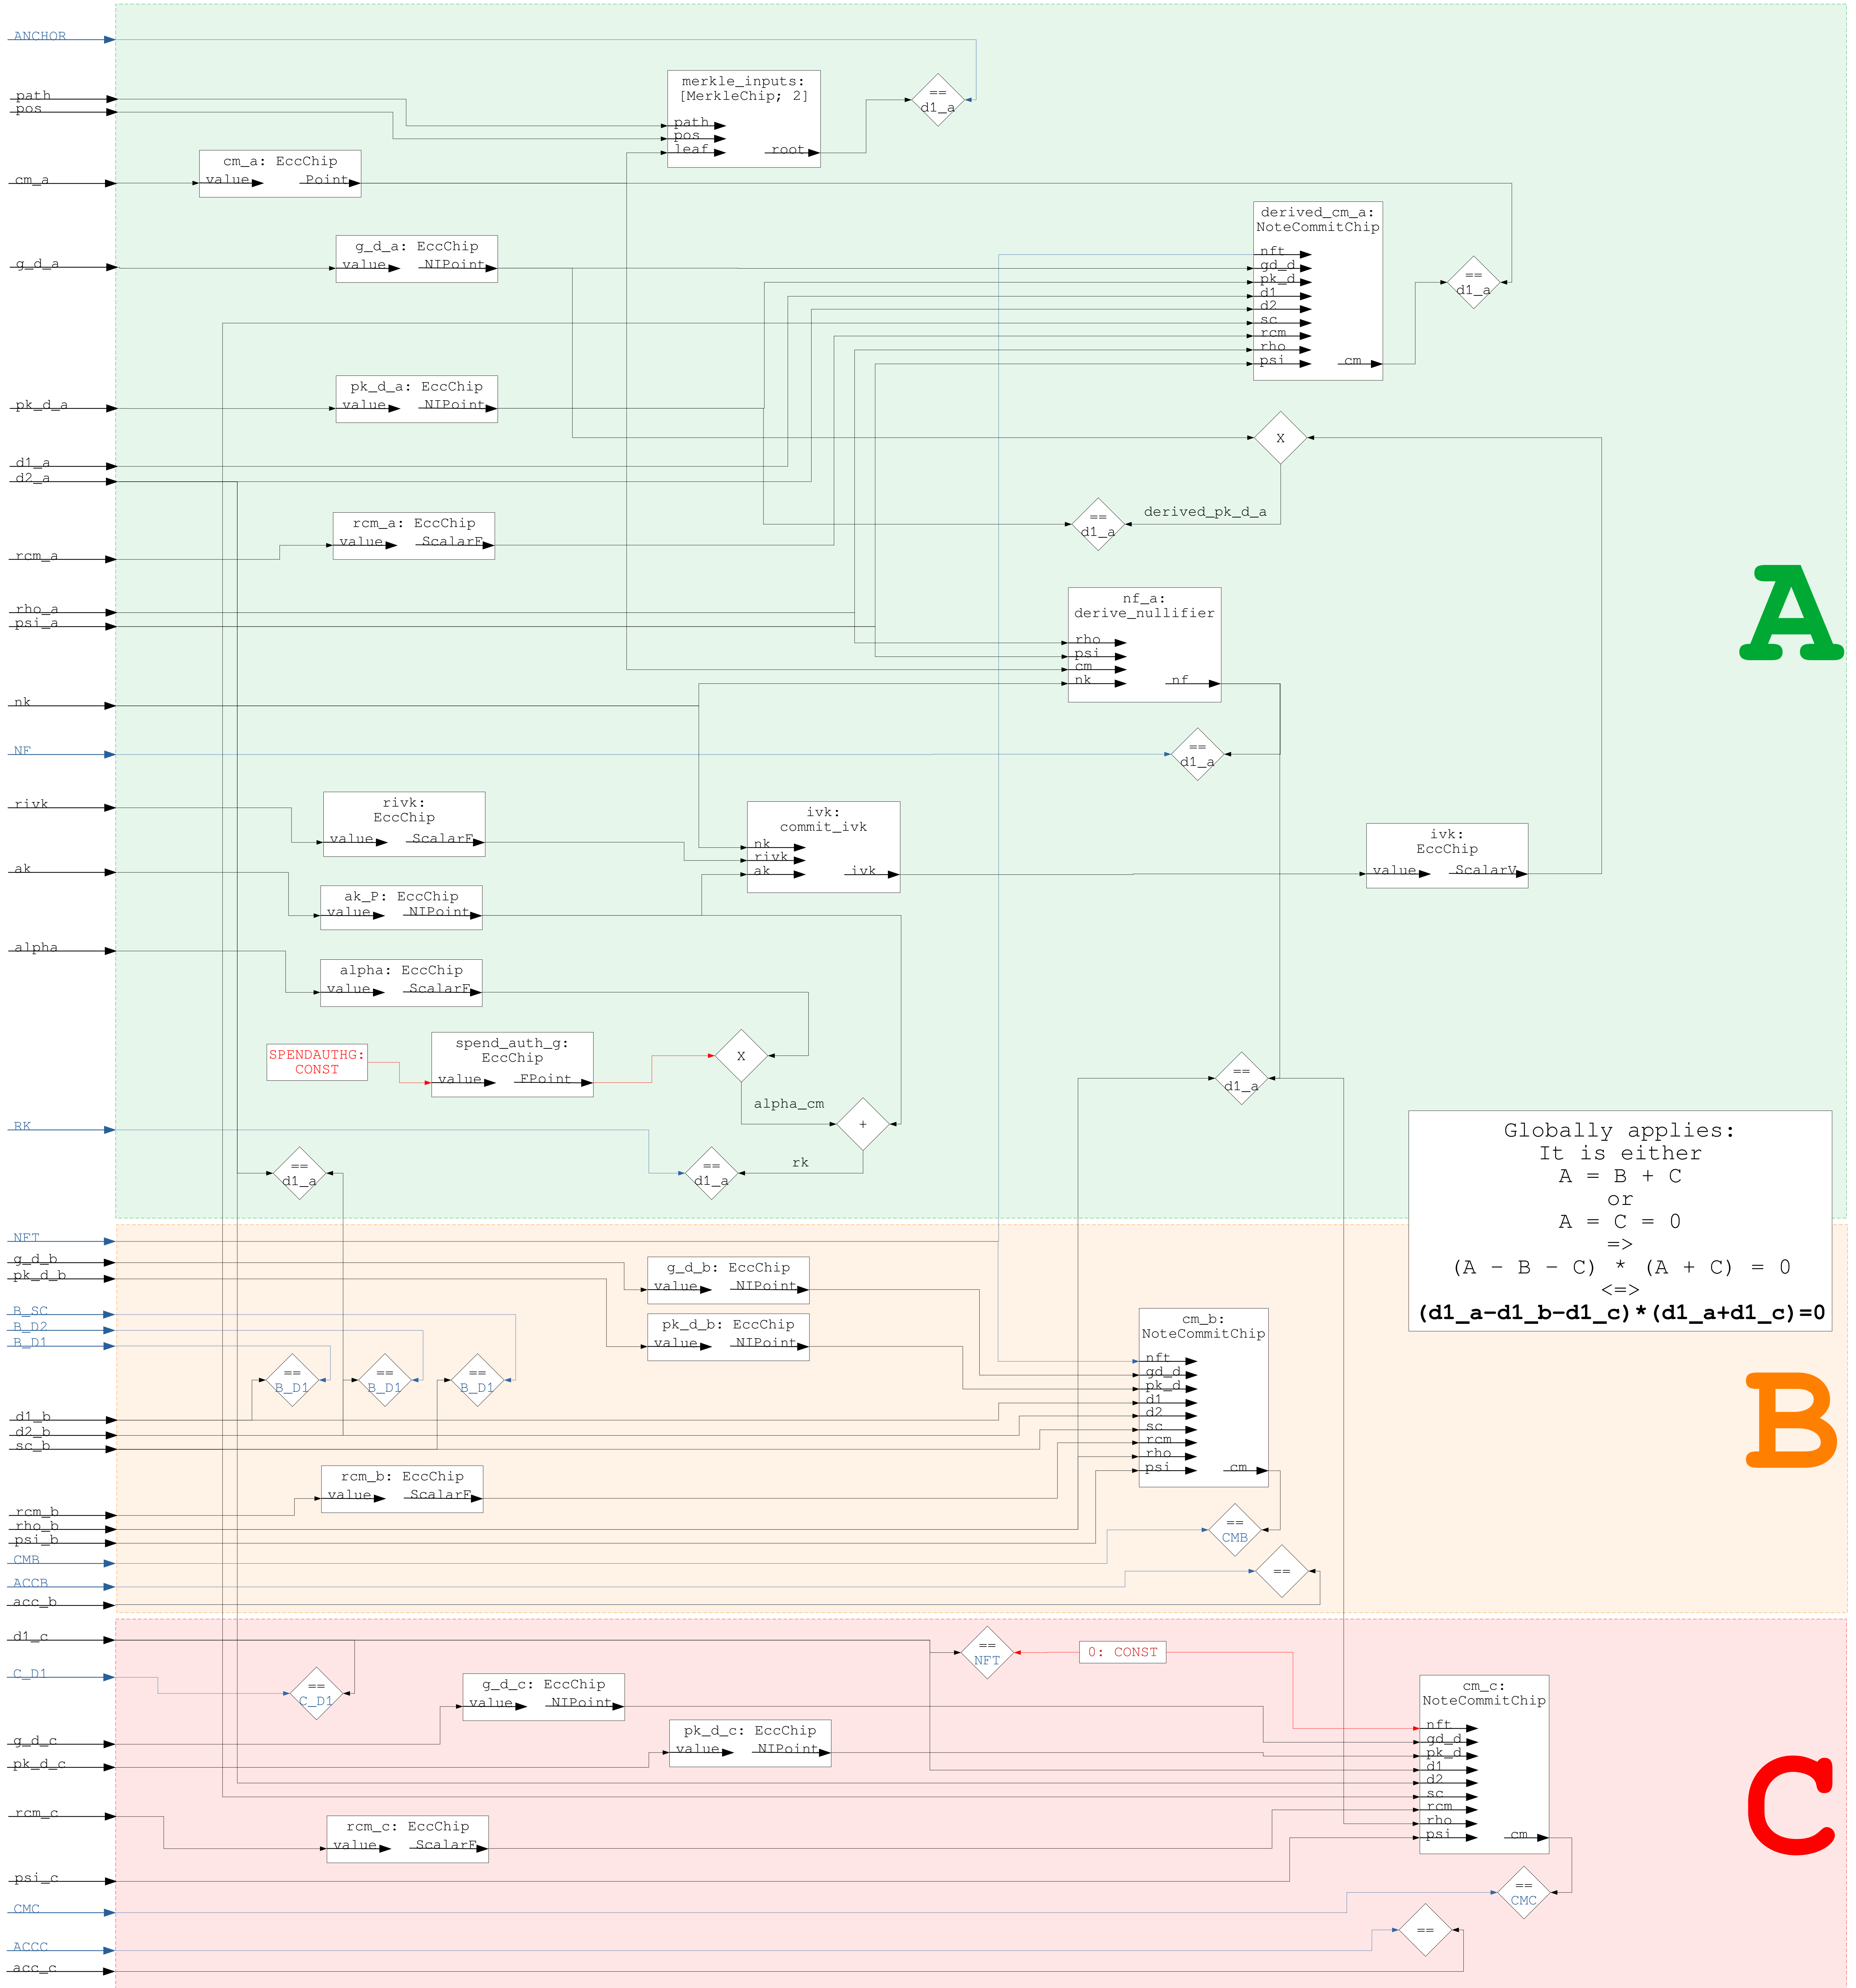 ANCHOR
path
pos
merkle_inputs:
[MerkleChip; 2]
path
pos
leaf
root
==
d1_a
cm_a
cm_a: EccChip
value
Point
derived_cm_a:
NoteCommitChip
nft
gd_d
pk_d
d1
d2
sc
rcm
rho
psi
cm
==
d1_a
g_d_a
g_d_a: EccChip
value
NIPoint
pk_d_a
pk_d_a: EccChip
value
NIPoint
X
d1_a
d2_a
==
d1_a
derived_pk_d_a
rcm_a
rcm_a: EccChip
value
ScalarF
A
rho_a
psi_a
nf_a:
derive_nullifier
rho
psi
cm
nk
nf
nk
NF
==
d1_a
rivk
rivk:
EccChip
value
ScalarF
ivk:
commit_ivk
nk
rivk
ak
ivk
ivk:
EccChip
value
ScalarV
ak
ak_P: EccChip
value
NIPoint
alpha
alpha: EccChip
value
ScalarF
SPENDAUTHG:
CONST
spend_auth_g:
EccChip
value
FPoint
X
==
d1_a
alpha_cm
+
RK
==
d1_a
rk
==
d1_a
Globally applies:
It is either
A = B + C
or
A = C = 0
=>
(A - B - C) * (A + C) = 0
<=>
(d1_a-d1_b-d1_c)*(d1_a+d1_c)=0
NFT
g_d_b
pk_d_b
g_d_b: EccChip
value
NIPoint
B_SC
B_D2
B_D1
pk_d_b: EccChip
value
NIPoint
==
B_D1
==
B_D1
==
B_D1
cm_b:
NoteCommitChip
nft
gd_d
pk_d
d1
d2
sc
rcm
rho
psi
cm
B
d1_b
d2_b
sc_b
rcm_b: EccChip
value
ScalarF
rcm_b
rho_b
psi_b
==
CMB
CMB
ACCB
acc_b
==
d1_c
==
NFT
0: CONST
C_D1
==
C_D1
g_d_c: EccChip
value
NIPoint
cm_c:
NoteCommitChip
nft
gd_d
pk_d
d1
d2
sc
rcm
rho
psi
cm
g_d_c
pk_d_c
pk_d_c: EccChip
value
NIPoint
C
rcm_c
rcm_c: EccChip
value
ScalarF
psi_c
==
CMC
CMC
==
ACCC
acc_c